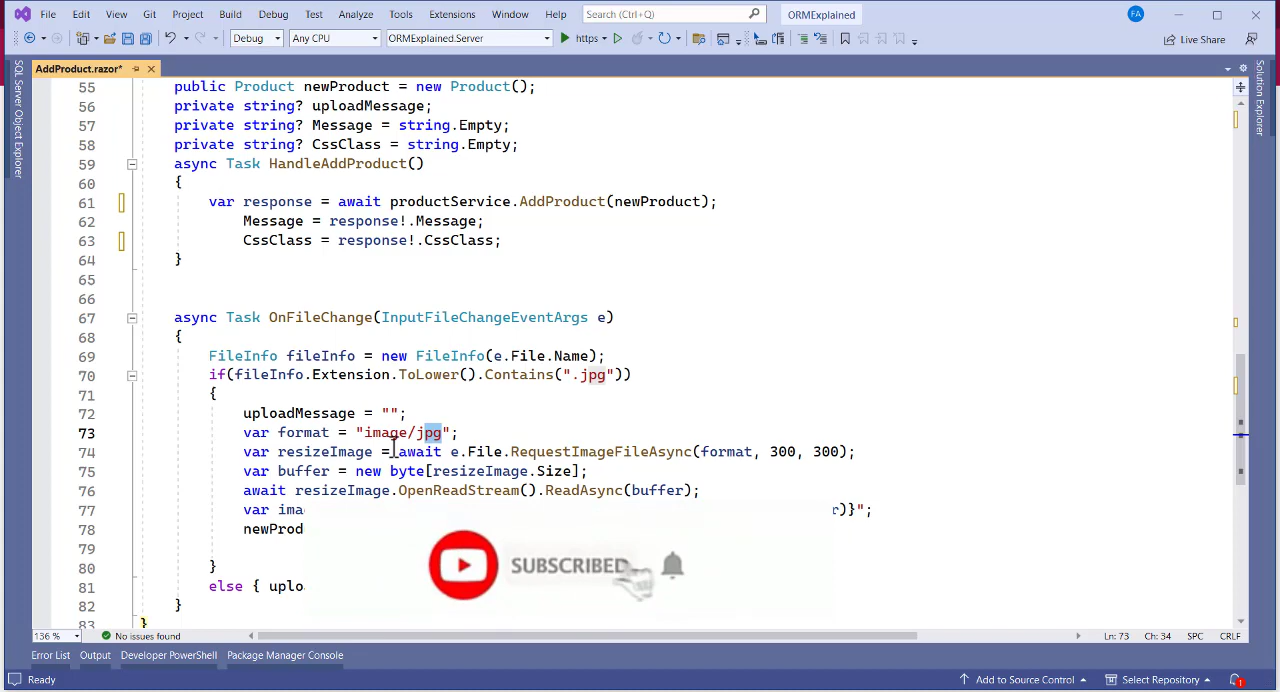 File Edit View Git Project Build Debug Test Analyze Tools Extensions Window Help Search (Ctrl+Q) ORMExplained FA
Debug Any CPU ORMExplained.Server https Live Share
AddProduct.razor*
SQL Server Object Explorer
Solution Explorer
55 public Product newProduct = new Product();
56 private string? uploadMessage;
57 private string? Message = string.Empty;
58 private string? CssClass = string.Empty;
59 async Task HandleAddProduct()
60 {
61 var response = await productService.AddProduct(newProduct);
62 Message = response!.Message;
63 CssClass = response!.CssClass;
64 }
65
66
67 async Task OnFileChange(InputFileChangeEventArgs e)
68 {
69 FileInfo fileInfo = new FileInfo(e.File.Name);
70 if(fileInfo.Extension.ToLower().Contains(".jpg"))
71 {
72 uploadMessage = "";
73 var format = "image/jpg";
74 var resizeImage = await e.File.RequestImageFileAsync(format, 300, 300);
75 var buffer = new byte[resizeImage.Size];
76 await resizeImage.OpenReadStream().ReadAsync(buffer);
77 var ima r)}";
78 newProd
79
80 }
81 else { uplo
82 }
83 }
SUBSCRIBED
136 % No issues found Ln: 73 Ch: 34 SPC CRLF
Error List Output Developer PowerShell Package Manager Console
Ready Add to Source Control Select Repository 1